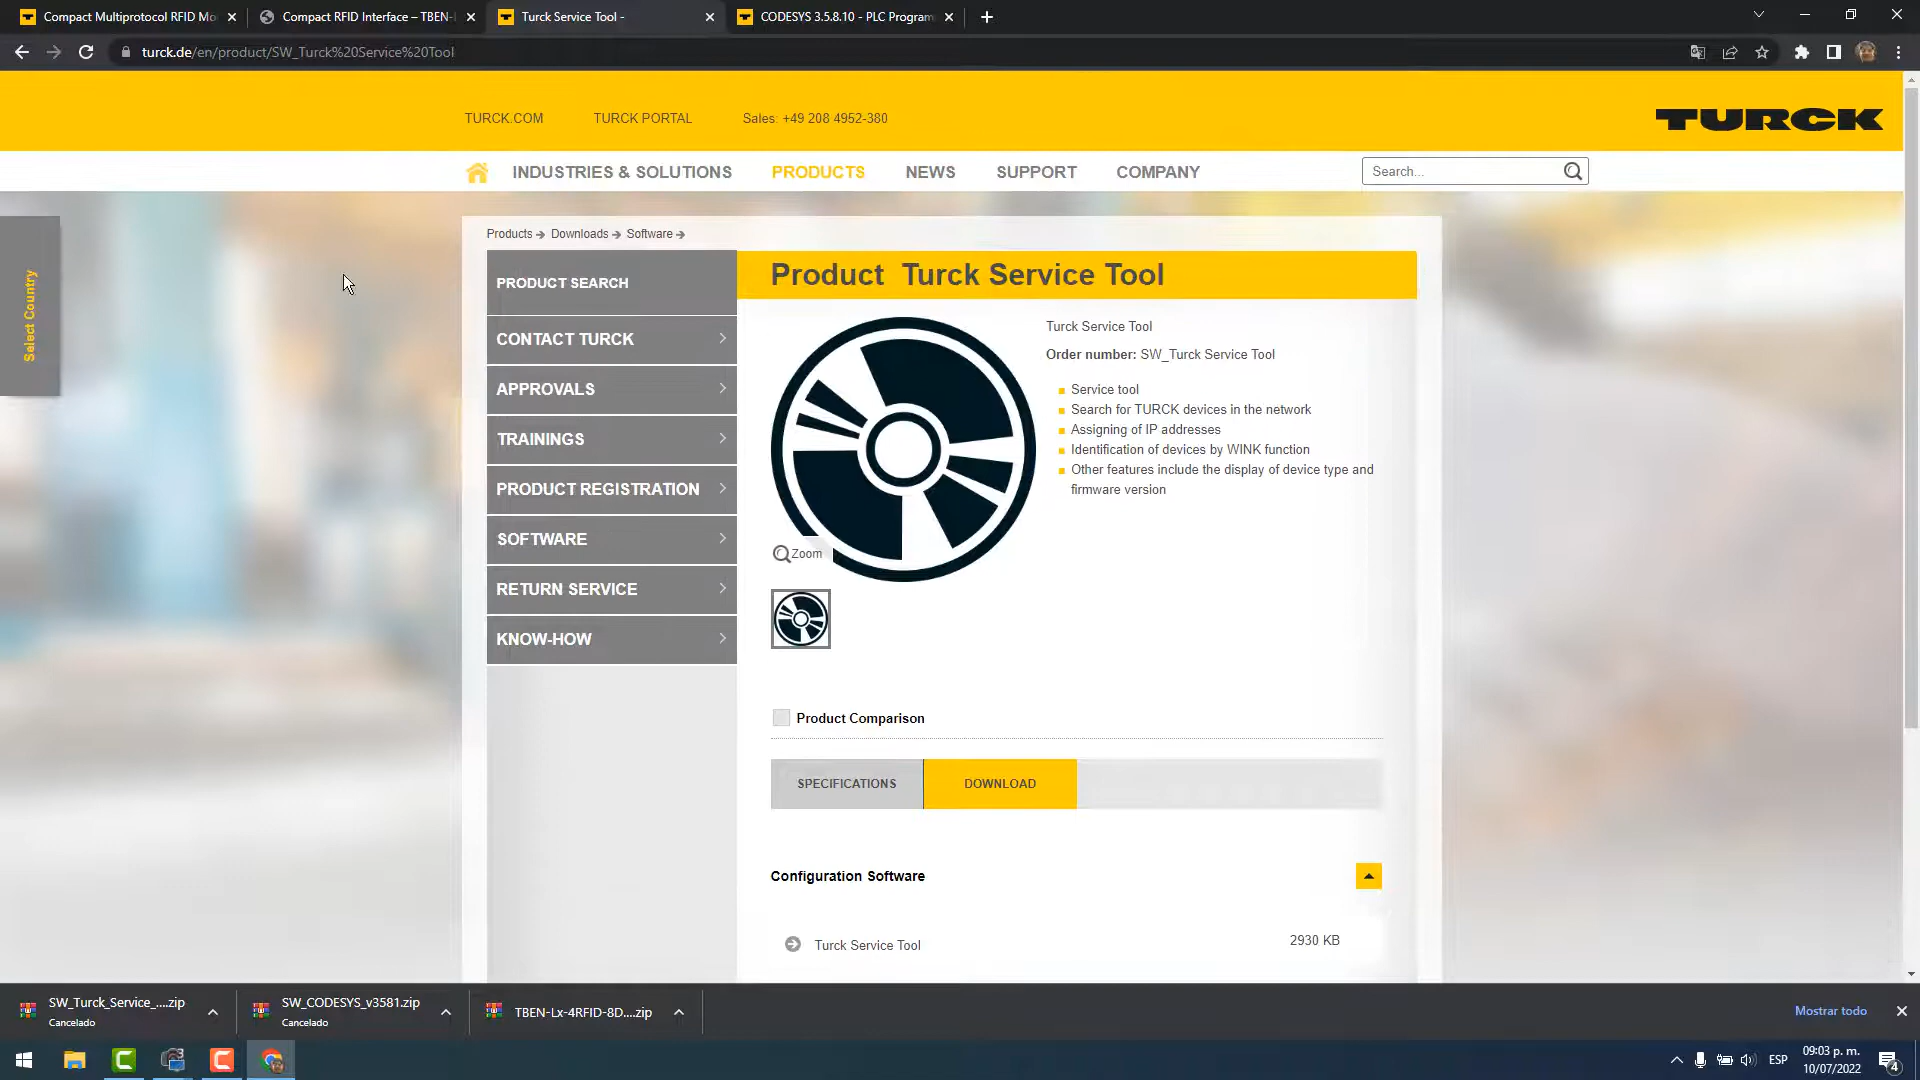 Compact Multiprotocol RFID Mo
Compact RFID Interface – TBEN-
Turck Service Tool -
CODESYS 3.5.8.10 - PLC Program
turck.de/en/product/SW_Turck%20Service%20Tool
TURCK.COM
TURCK PORTAL
Sales: +49 208 4952-380
TURCK
INDUSTRIES & SOLUTIONS
PRODUCTS
NEWS
SUPPORT
COMPANY
Search...
Select Country
Products
Downloads
Software
PRODUCT SEARCH
CONTACT TURCK
APPROVALS
TRAININGS
PRODUCT REGISTRATION
SOFTWARE
RETURN SERVICE
KNOW-HOW
Product Turck Service Tool
Turck Service Tool
Order number: SW_Turck Service Tool
Service tool
Search for TURCK devices in the network
Assigning of IP addresses
Identification of devices by WINK function
Other features include the display of device type and
firmware version
Zoom
Product Comparison
SPECIFICATIONS
DOWNLOAD
Configuration Software
Turck Service Tool
2930 KB
SW_Turck_Service_....zip
Cancelado
SW_CODESYS_v3581.zip
Cancelado
TBEN-Lx-4RFID-8D....zip
Mostrar todo
ESP
09:03 p. m.
10/07/2022
4